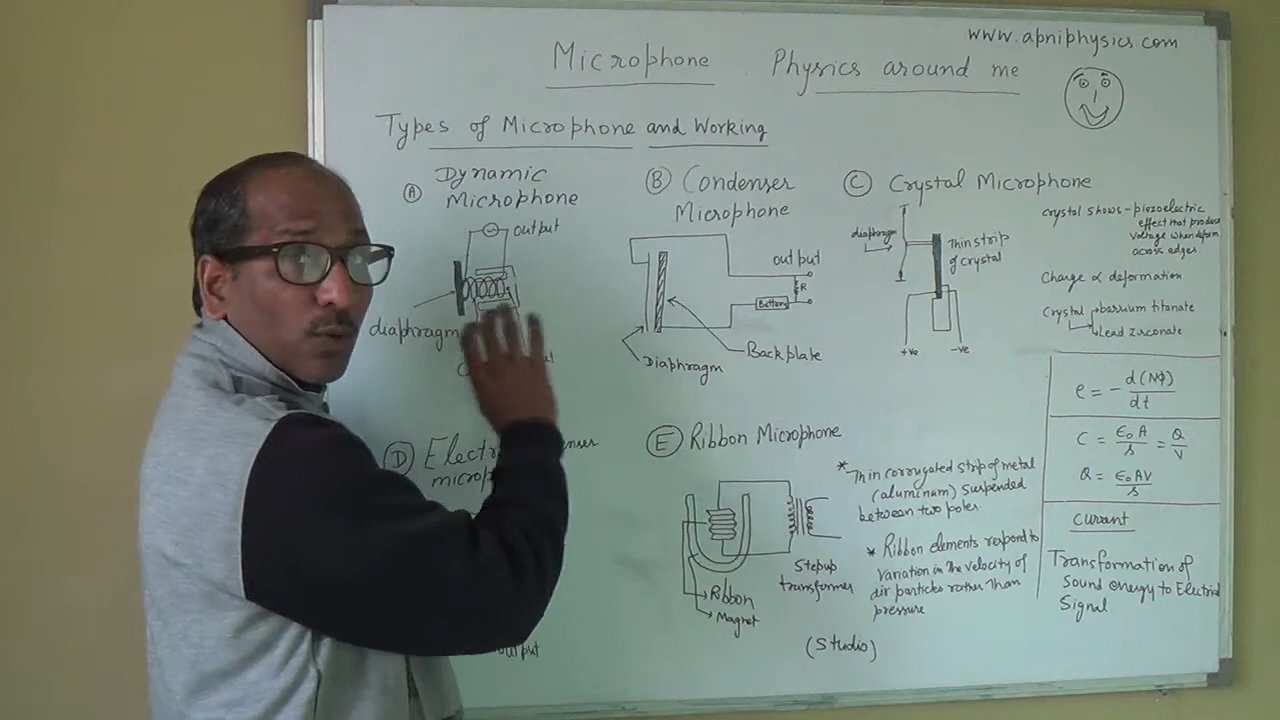 www.apniphysics.com
Microphone
Physics around me
Types of Microphone and Working
A
Dynamic
Microphone
output
diaphragm
B
Condenser
Microphone
output
R
Battery
Back plate
Diaphragm
C
Crystal Microphone
diaphragm
Thin strip
of crystal
+ve
-ve
Crystal shows - piezoelectric
effect that produce
voltage when deform
across edges
Charge ∝ deformation
Crystal
barium titanate
Lead zirconate
D
E
Ribbon Microphone
Stepup
transformer
Ribbon
Magnet
* Thin corrugated strip of metal
(aluminum) suspended
between two poles.
* Ribbon elements respond to
variation in the velocity of
air particles rather than
pressure
(Studio)
e = - d(Nϕ)/dt
C = ε₀A/s = Q/V
Q = ε₀AV/s
Currant
Transformation of
Sound energy to Electrical
Signal